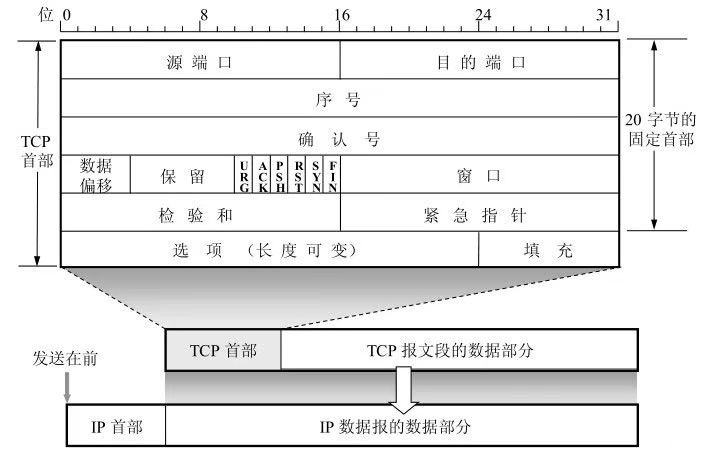 位 0 8 16 24 31
源端口 目的端口
序号
确认号
TCP
首部
20 字节的
固定首部
数据
偏移
保留
URG
ACK
PSH
RST
SYN
FIN
窗口
检验和 紧急指针
选项 (长度可变) 填充
TCP 首部 TCP 报文段的数据部分
发送在前
IP 首部 IP 数据报的数据部分